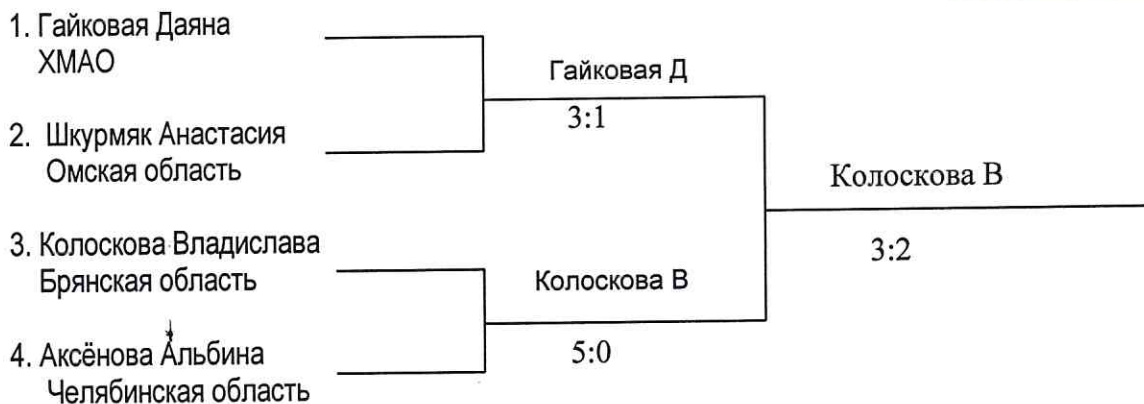 1. Гайковая Даяна
ХМАО
2. Шкурмяк Анастасия
Омская область
3. Колоскова Владислава
Брянская область
4. Аксёнова Альбина
Челябинская область
Гайковая Д
3:1
Колоскова В
5:0
Колоскова В
3:2